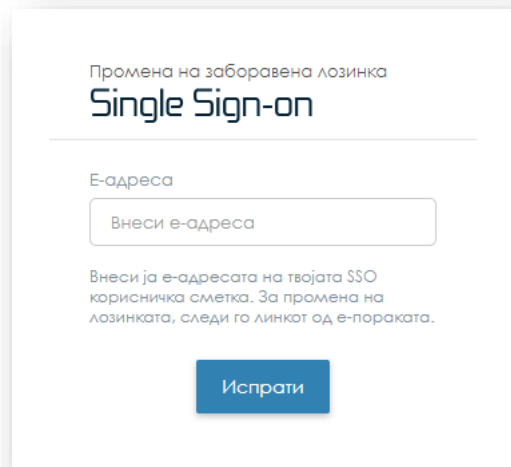 Промена на заборавена лозинка
Single Sign-on
Е-адреса
Внеси е-адреса
Внеси ја е-адресата на твојата SSO
корисничка сметка. За промена на
лозинката, следи го линкот од е-пораката.
Испрати